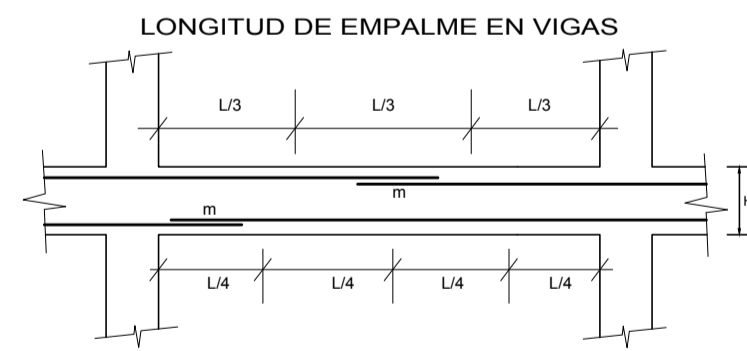 LONGITUD DE EMPALME EN VIGAS
L/3 L/3 L/3
m
m
H
L/4 L/4 L/4 L/4